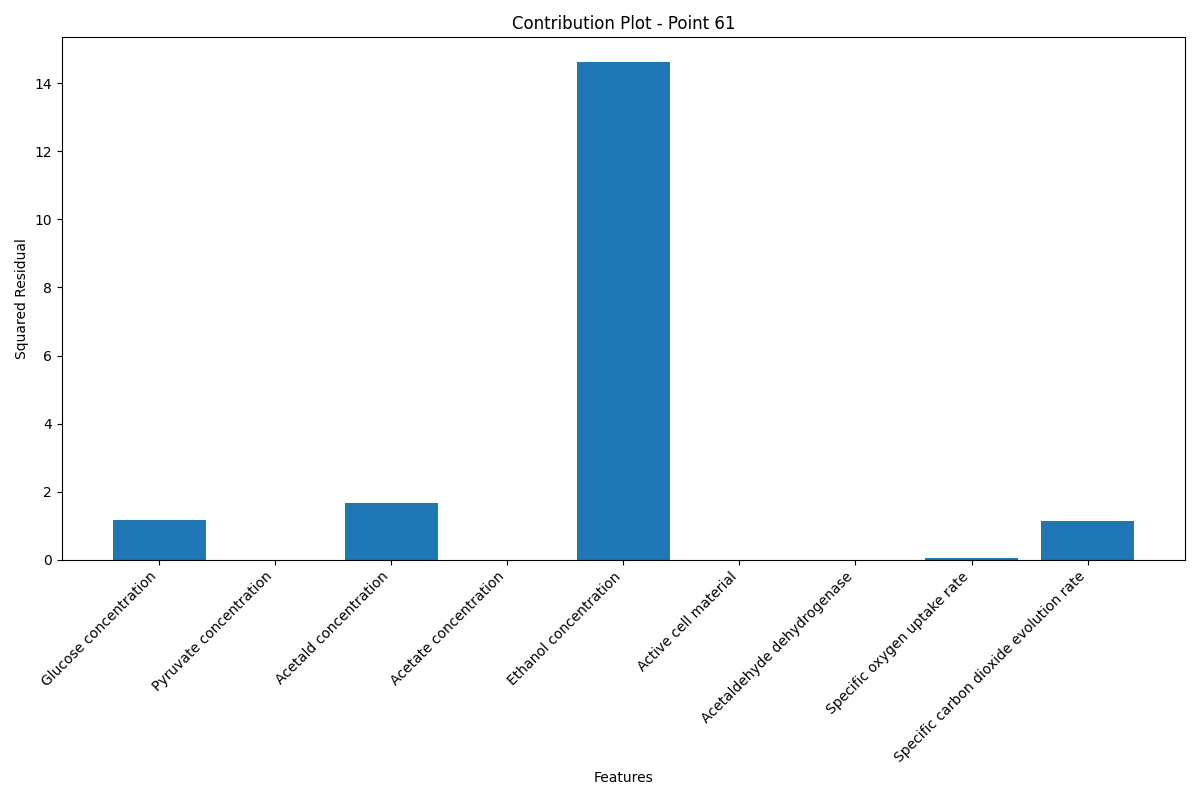 Contribution Plot - Point 61
Squared Residual
14
12
10
8
6
4
2
0
Glucose concentration
Pyruvate concentration
Acetald concentration
Acetate concentration
Ethanol concentration
Active cell material
Acetaldehyde dehydrogenase
Specific oxygen uptake rate
Specific carbon dioxide evolution rate
Features